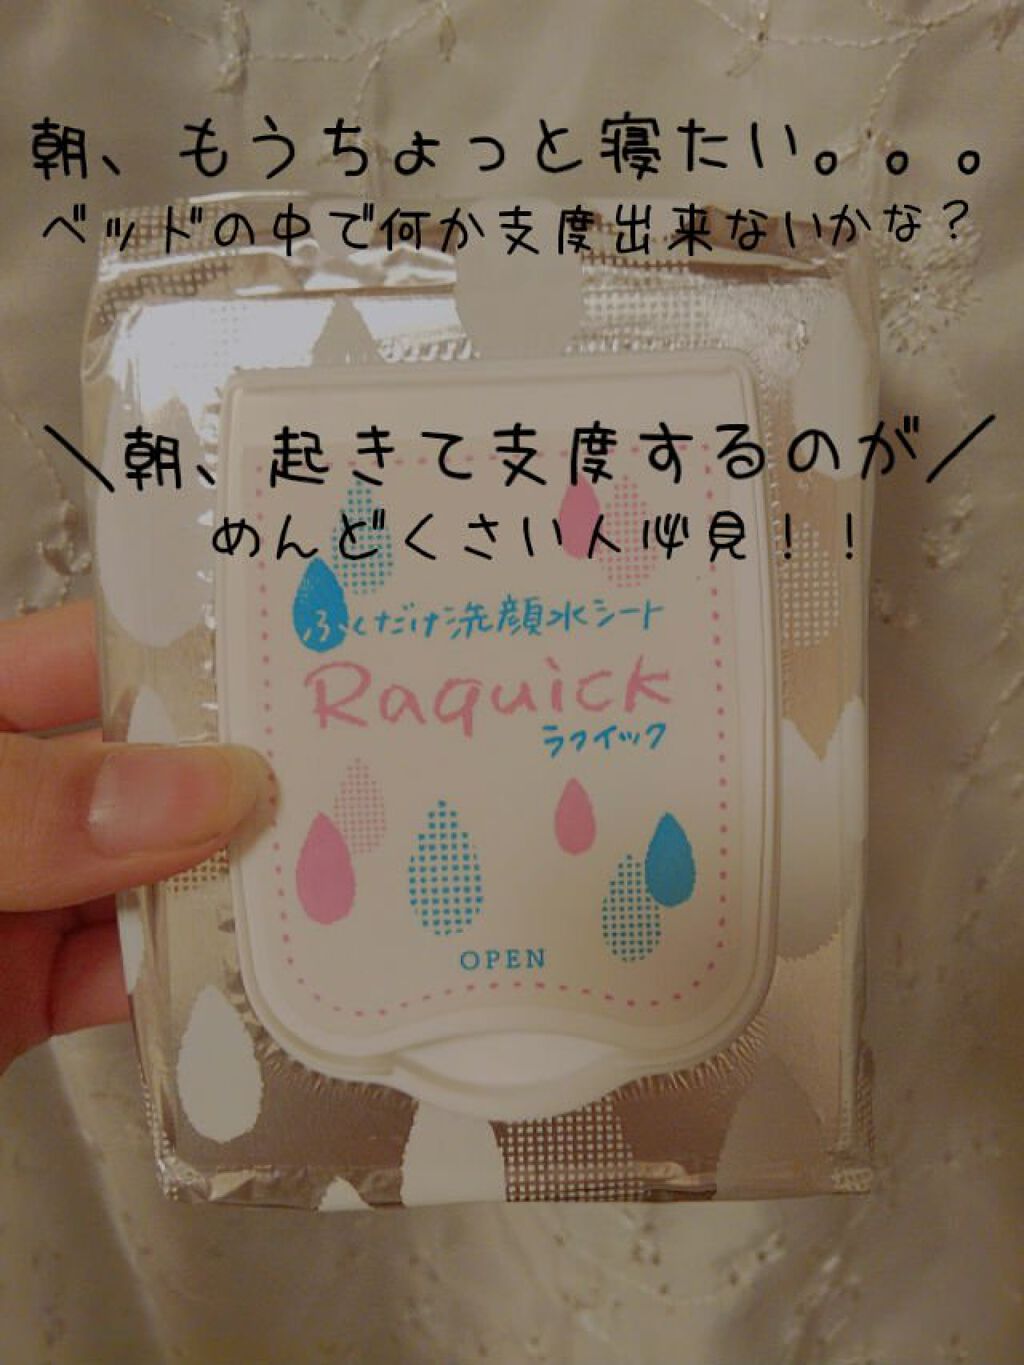 朝、もうちょっと寝たい。。。
ベッドの中で何か支度出来ないかな？
＼朝、起きて支度するのが／
めんどくさい人必見！！
ふくだけ洗顔水シート
Raquick
ラクイック
OPEN